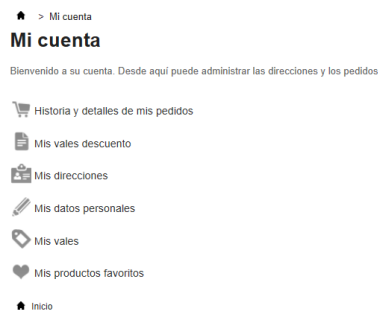 > Mi cuenta
Mi cuenta
Bienvenido a su cuenta. Desde aquí puede administrar las direcciones y los pedidos
Historia y detalles de mis pedidos
Mis vales descuento
Mis direcciones
Mis datos personales
Mis vales
Mis productos favoritos
Inicio